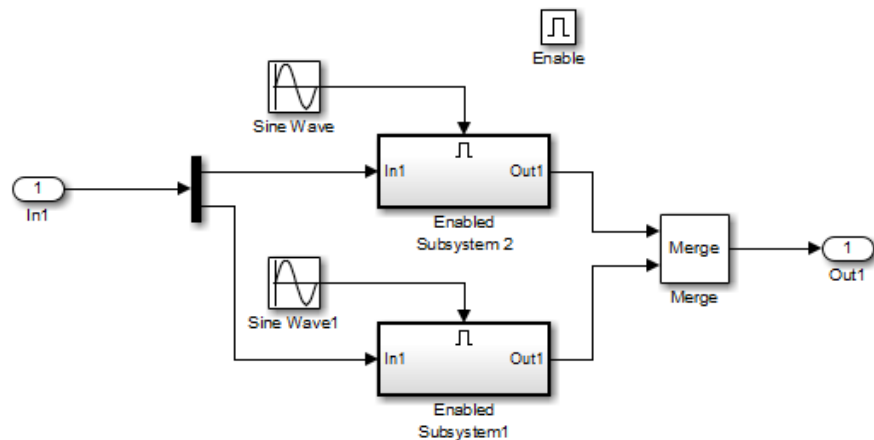 Enable
Sine Wave
In1
Out1
Enabled
Subsystem 2
1
In1
Merge
Merge
1
Out1
Sine Wave1
In1
Out1
Enabled
Subsystem1